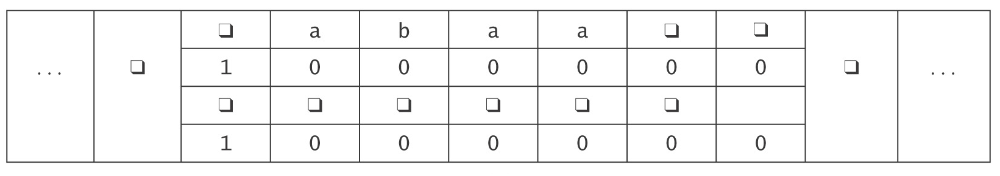 ❏ a b a a ❏ ❏
... ❏ 1 0 0 0 0 0 0 ❏ ...
❏ ❏ ❏ ❏ ❏ ❏
1 0 0 0 0 0 0